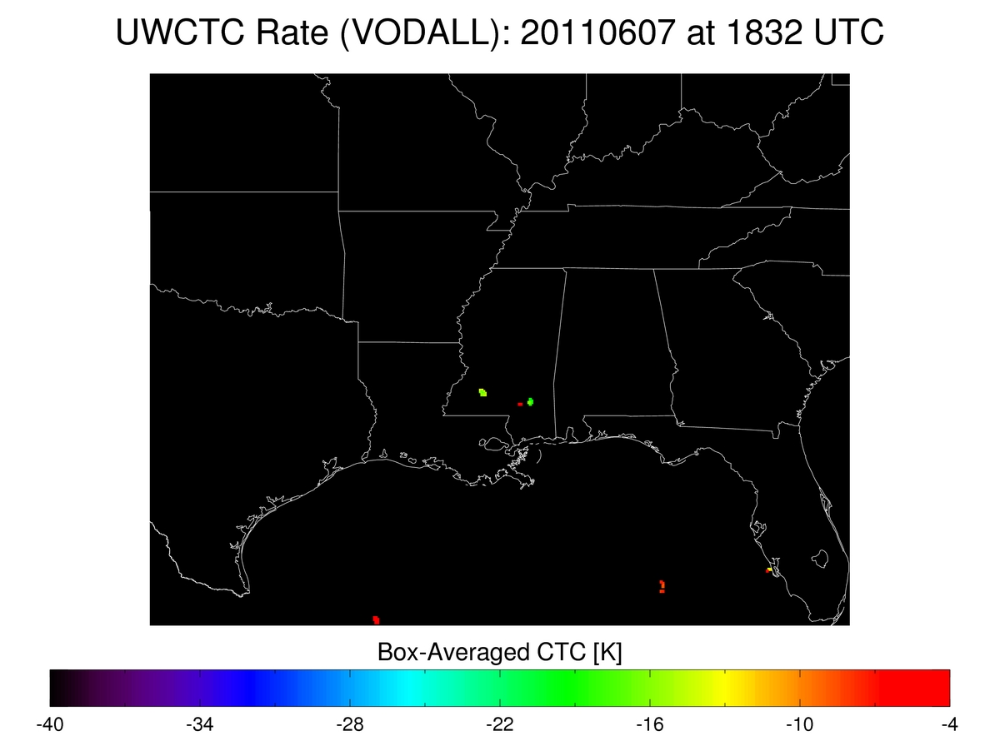 UWCTC Rate (VODALL): 20110607 at 1832 UTC
Box-Averaged CTC [K]
-40 -34 -28 -22 -16 -10 -4